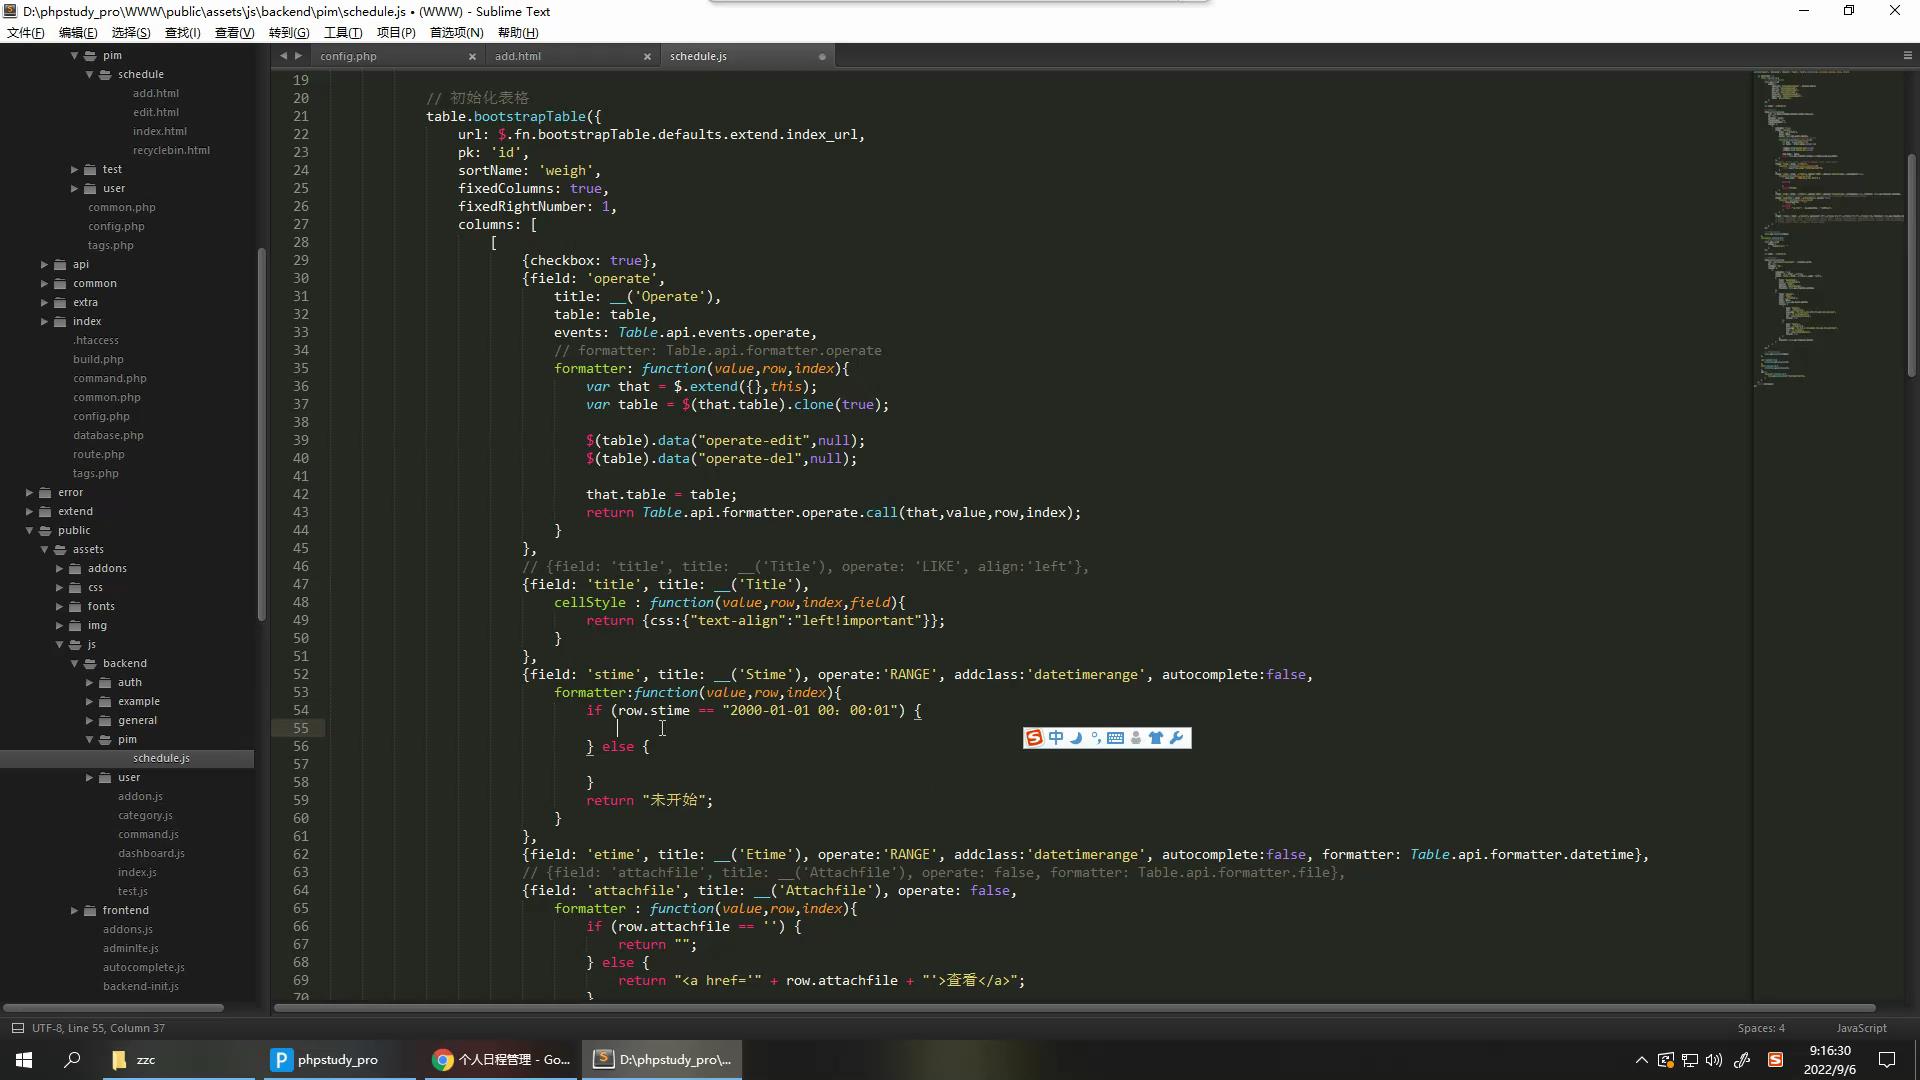 D:\phpstudy_pro\WWW\public\assets\js\backend\pim\schedule.js • (WWW) - Sublime Text
文件(F) 编辑(E) 选择(S) 查找(I) 查看(V) 转到(G) 工具(T) 项目(P) 首选项(N) 帮助(H)
pim
schedule
add.html
edit.html
index.html
recyclebin.html
test
user
common.php
config.php
tags.php
api
common
extra
index
.htaccess
build.php
command.php
common.php
config.php
database.php
route.php
tags.php
error
extend
public
assets
addons
css
fonts
img
js
backend
auth
example
general
pim
schedule.js
user
addon.js
category.js
command.js
dashboard.js
index.js
test.js
frontend
addons.js
adminlte.js
autocomplete.js
backend-init.js
config.php × add.html × schedule.js
19
20 // 初始化表格
21 table.bootstrapTable({
22 url: $.fn.bootstrapTable.defaults.extend.index_url,
23 pk: 'id',
24 sortName: 'weigh',
25 fixedColumns: true,
26 fixedRightNumber: 1,
27 columns: [
28 [
29 {checkbox: true},
30 {field: 'operate',
31 title: __('Operate'),
32 table: table,
33 events: Table.api.events.operate,
34 // formatter: Table.api.formatter.operate
35 formatter: function(value,row,index){
36 var that = $.extend({},this);
37 var table = $(that.table).clone(true);
38
39 $(table).data("operate-edit",null);
40 $(table).data("operate-del",null);
41
42 that.table = table;
43 return Table.api.formatter.operate.call(that,value,row,index);
44 }
45 },
46 // {field: 'title', title: __('Title'), operate: 'LIKE', align:'left'},
47 {field: 'title', title: __('Title'),
48 cellStyle : function(value,row,index,field){
49 return {css:{"text-align":"left!important"}};
50 }
51 },
52 {field: 'stime', title: __('Stime'), operate:'RANGE', addclass:'datetimerange', autocomplete:false,
53 formatter:function(value,row,index){
54 if (row.stime == "2000-01-01 00：00:01") {
55
56 } else {
57
58 }
59 return "未开始";
60 }
61 },
62 {field: 'etime', title: __('Etime'), operate:'RANGE', addclass:'datetimerange', autocomplete:false, formatter: Table.api.formatter.datetime},
63 // {field: 'attachfile', title: __('Attachfile'), operate: false, formatter: Table.api.formatter.file},
64 {field: 'attachfile', title: __('Attachfile'), operate: false,
65 formatter : function(value,row,index){
66 if (row.attachfile == '') {
67 return "";
68 } else {
69 return "<a href='" + row.attachfile + "'>查看</a>";
70 }
S 中
UTF-8, Line 55, Column 37 Spaces: 4 JavaScript
zzc phpstudy_pro 个人日程管理 - Go... D:\phpstudy_pro\...
S
9:16:30
2022/9/6